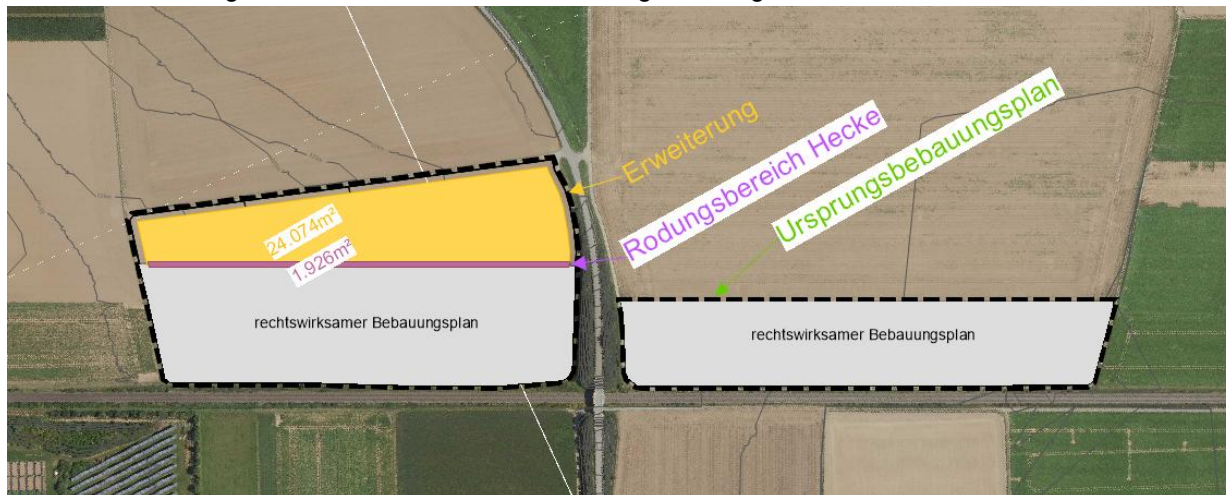 Erweiterung
Rodungsbereich Hecke
Ursprungsbebauungsplan
24.074m²
1.926m²
rechtswirksamer Bebauungsplan
rechtswirksamer Bebauungsplan